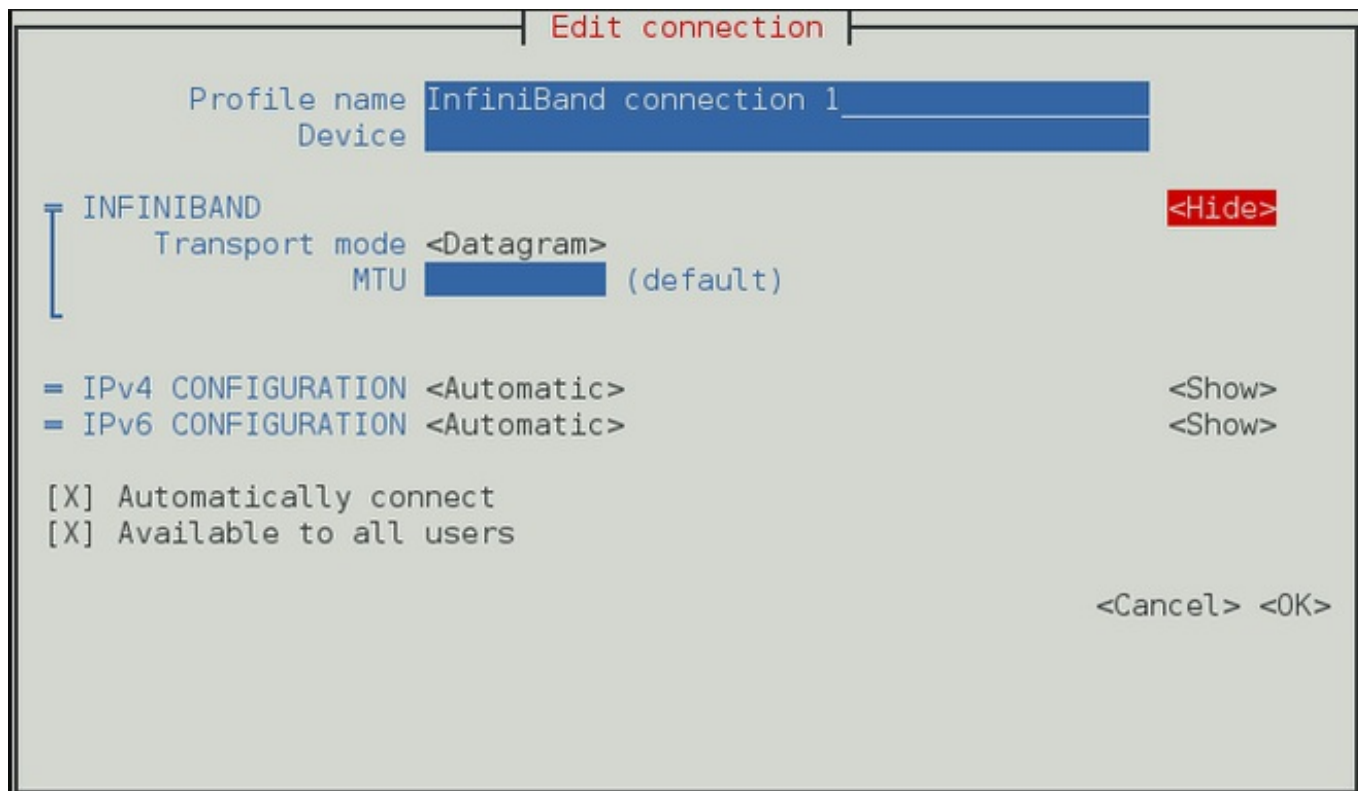 Edit connection
Profile name InfiniBand connection 1
Device
INFINIBAND <Hide>
Transport mode <Datagram>
MTU (default)
= IPv4 CONFIGURATION <Automatic> <Show>
= IPv6 CONFIGURATION <Automatic> <Show>
[X] Automatically connect
[X] Available to all users
<Cancel> <OK>